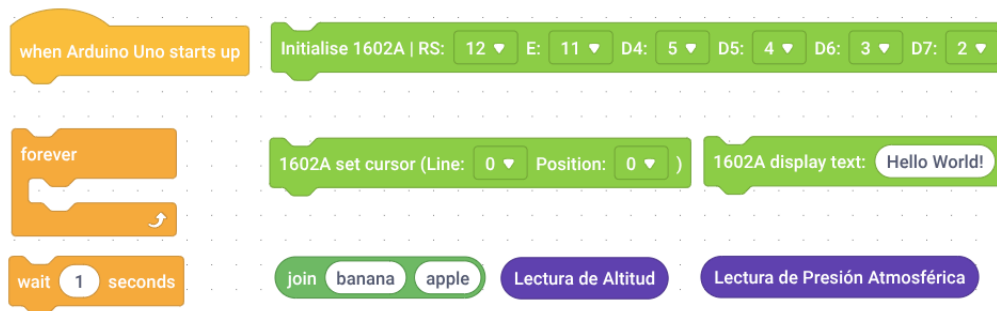 when Arduino Uno starts up
Initialise 1602A | RS: 12 E: 11 D4: 5 D5: 4 D6: 3 D7: 2
forever
1602A set cursor (Line: 0 Position: 0 )
1602A display text: Hello World!
wait 1 seconds
join banana apple
Lectura de Altitud
Lectura de Presión Atmosférica